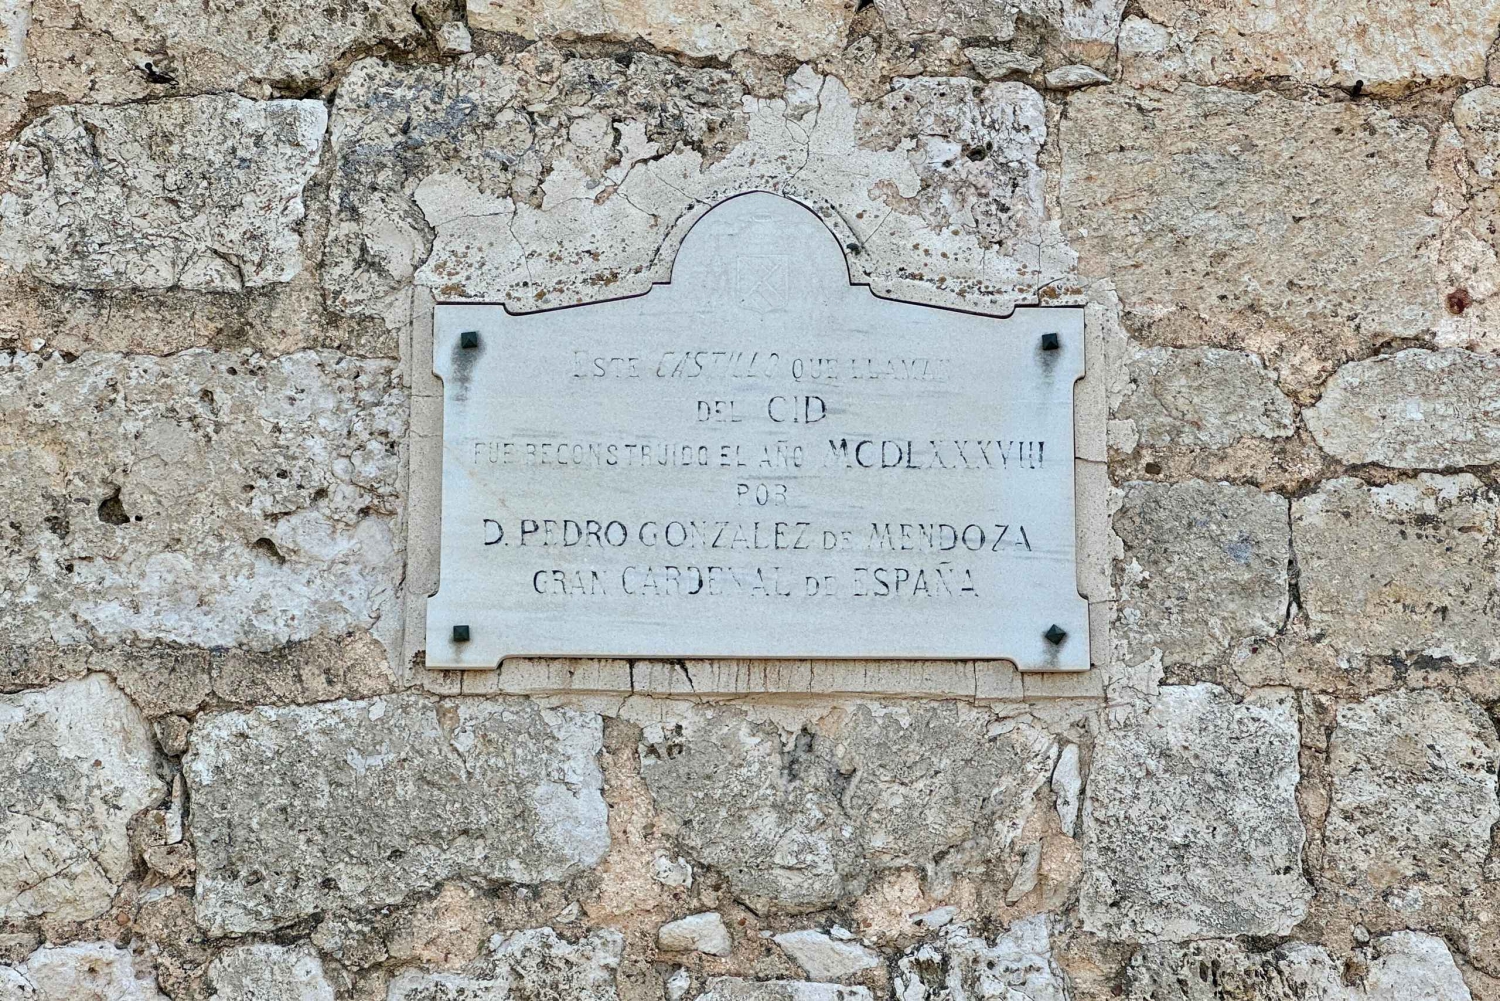 ESTE CASTILLO QUE LLAMAN
DEL CID
FUE RECONSTRUIDO EL AÑO MCDLXXXVIII
POR
D. PEDRO GONZALEZ DE MENDOZA
GRAN CARDENAL DE ESPAÑA